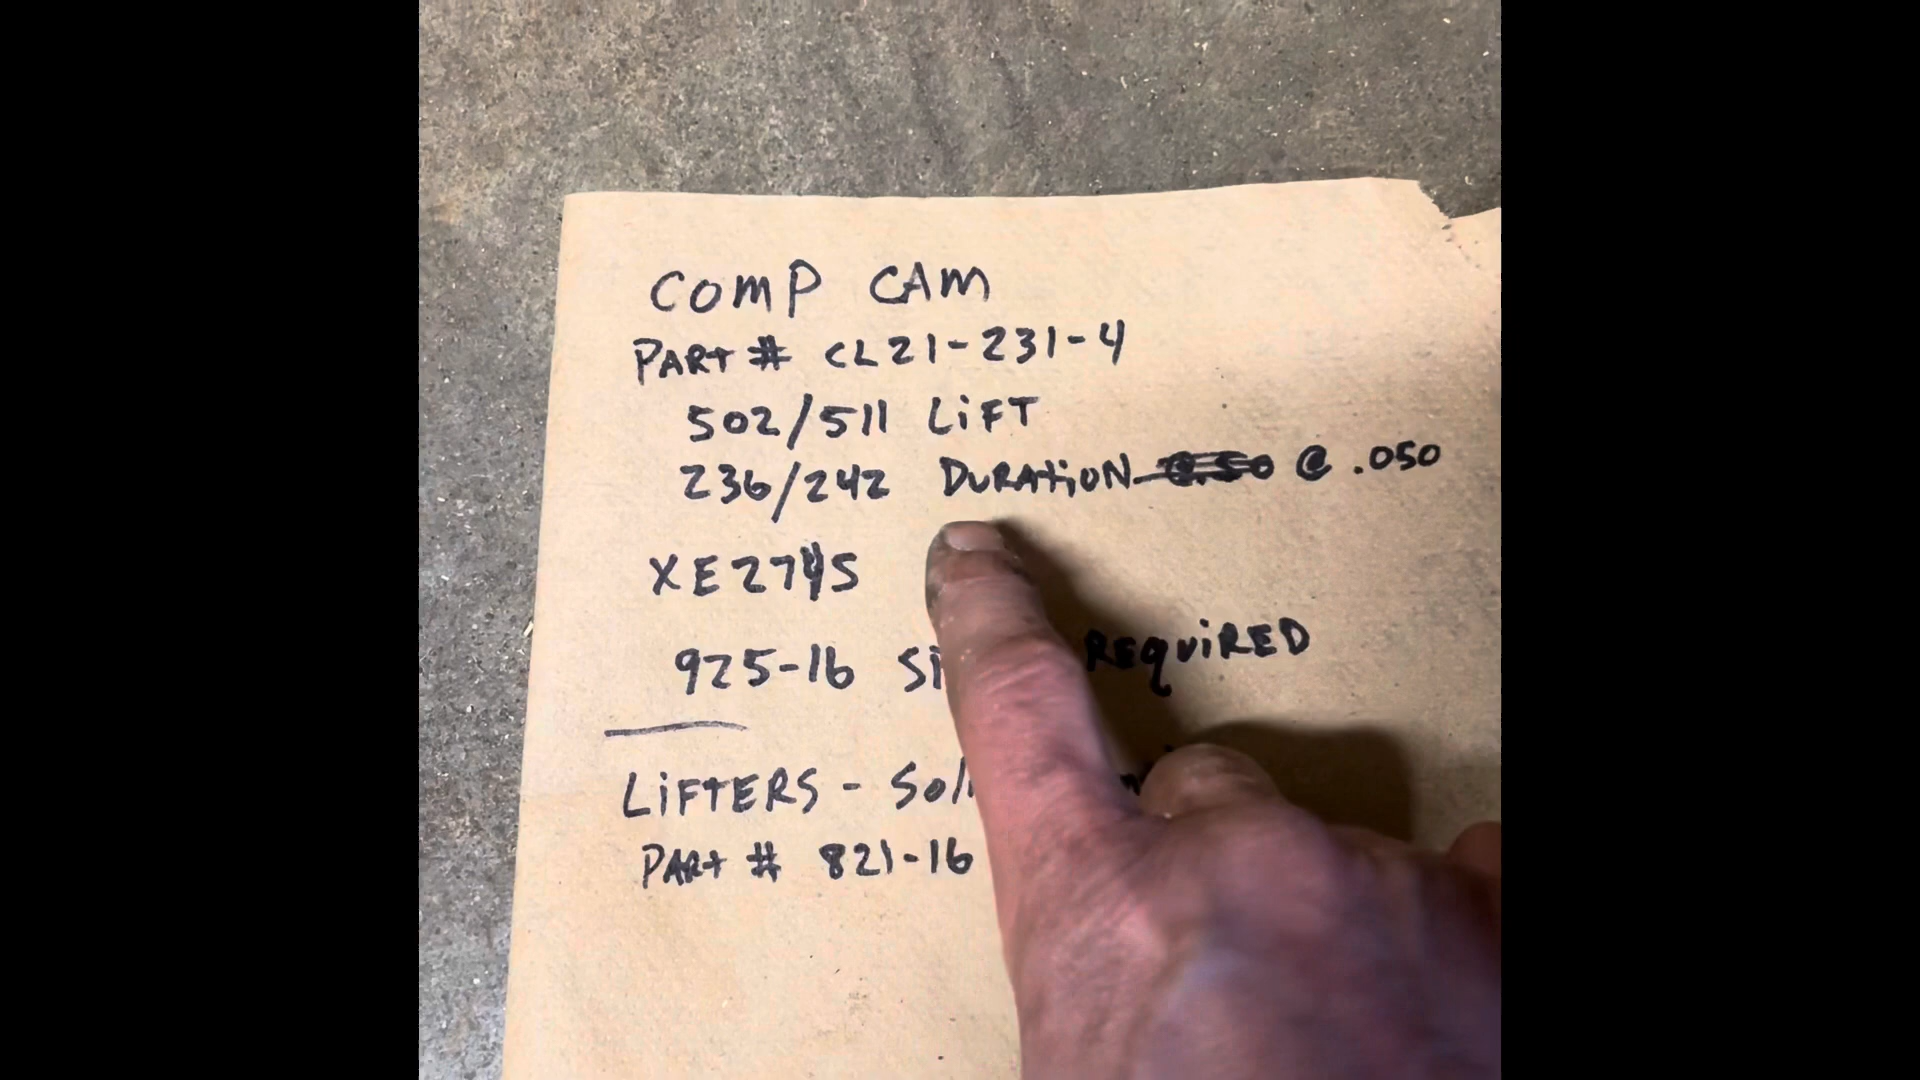 COMP CAM
PART # CL21-231-4
502/511 LiFT
236/242 DURATiON @ .050
XE274S
925-16 REQUiRED
LiFTERS -
PART # 821-16